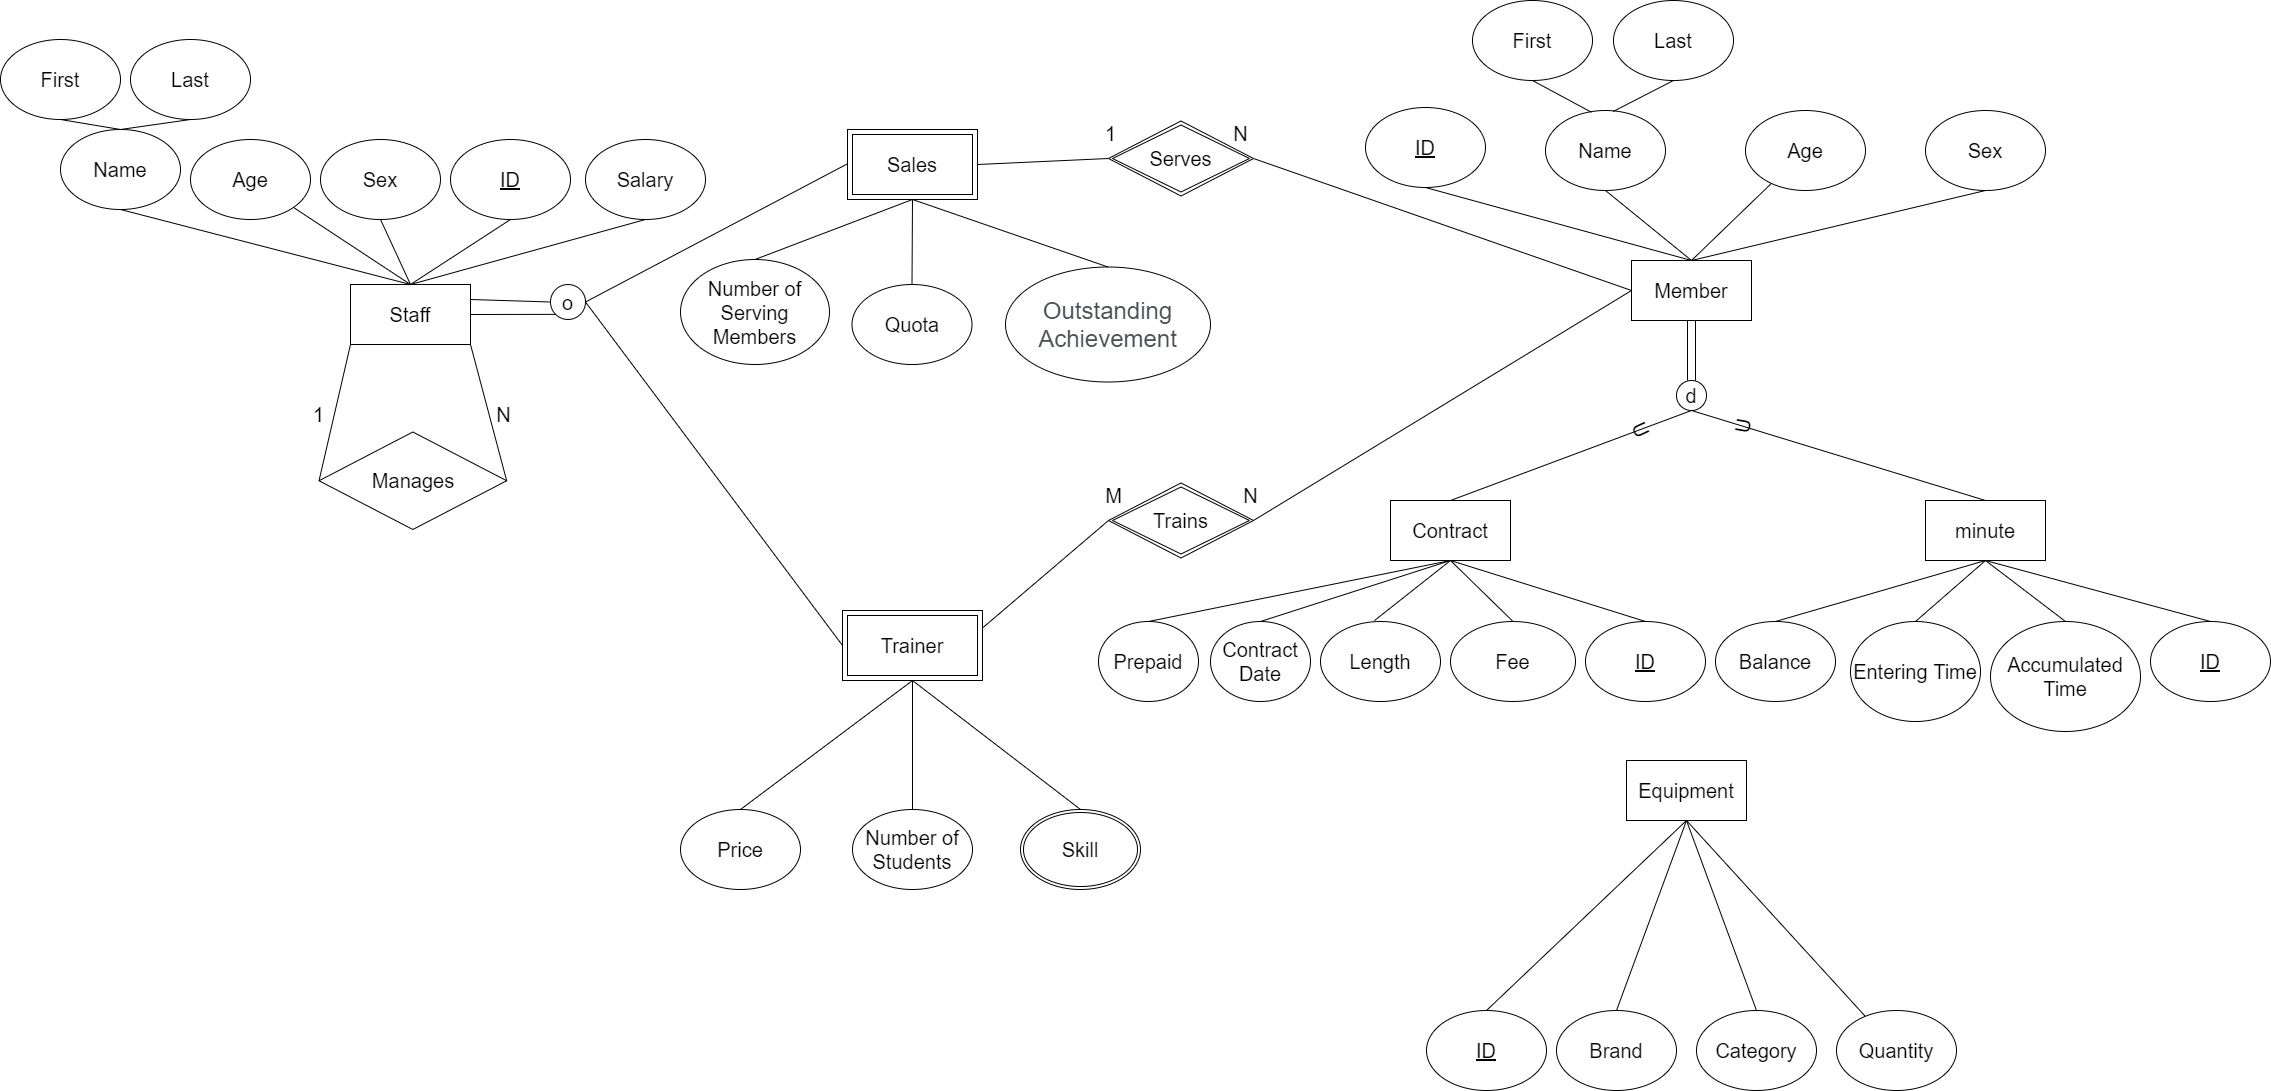 First
Last
First
Last
Name
Age
Sex
ID
Salary
Sales
1
Serves
N
ID
Name
Age
Sex
Staff
o
Number of
Serving
Members
Quota
Outstanding
Achievement
Member
1
N
Manages
d
U
U
M
Trains
N
Contract
minute
Trainer
Prepaid
Contract
Date
Length
Fee
ID
Balance
Entering Time
Accumulated
Time
ID
Equipment
Price
Number of
Students
Skill
ID
Brand
Category
Quantity